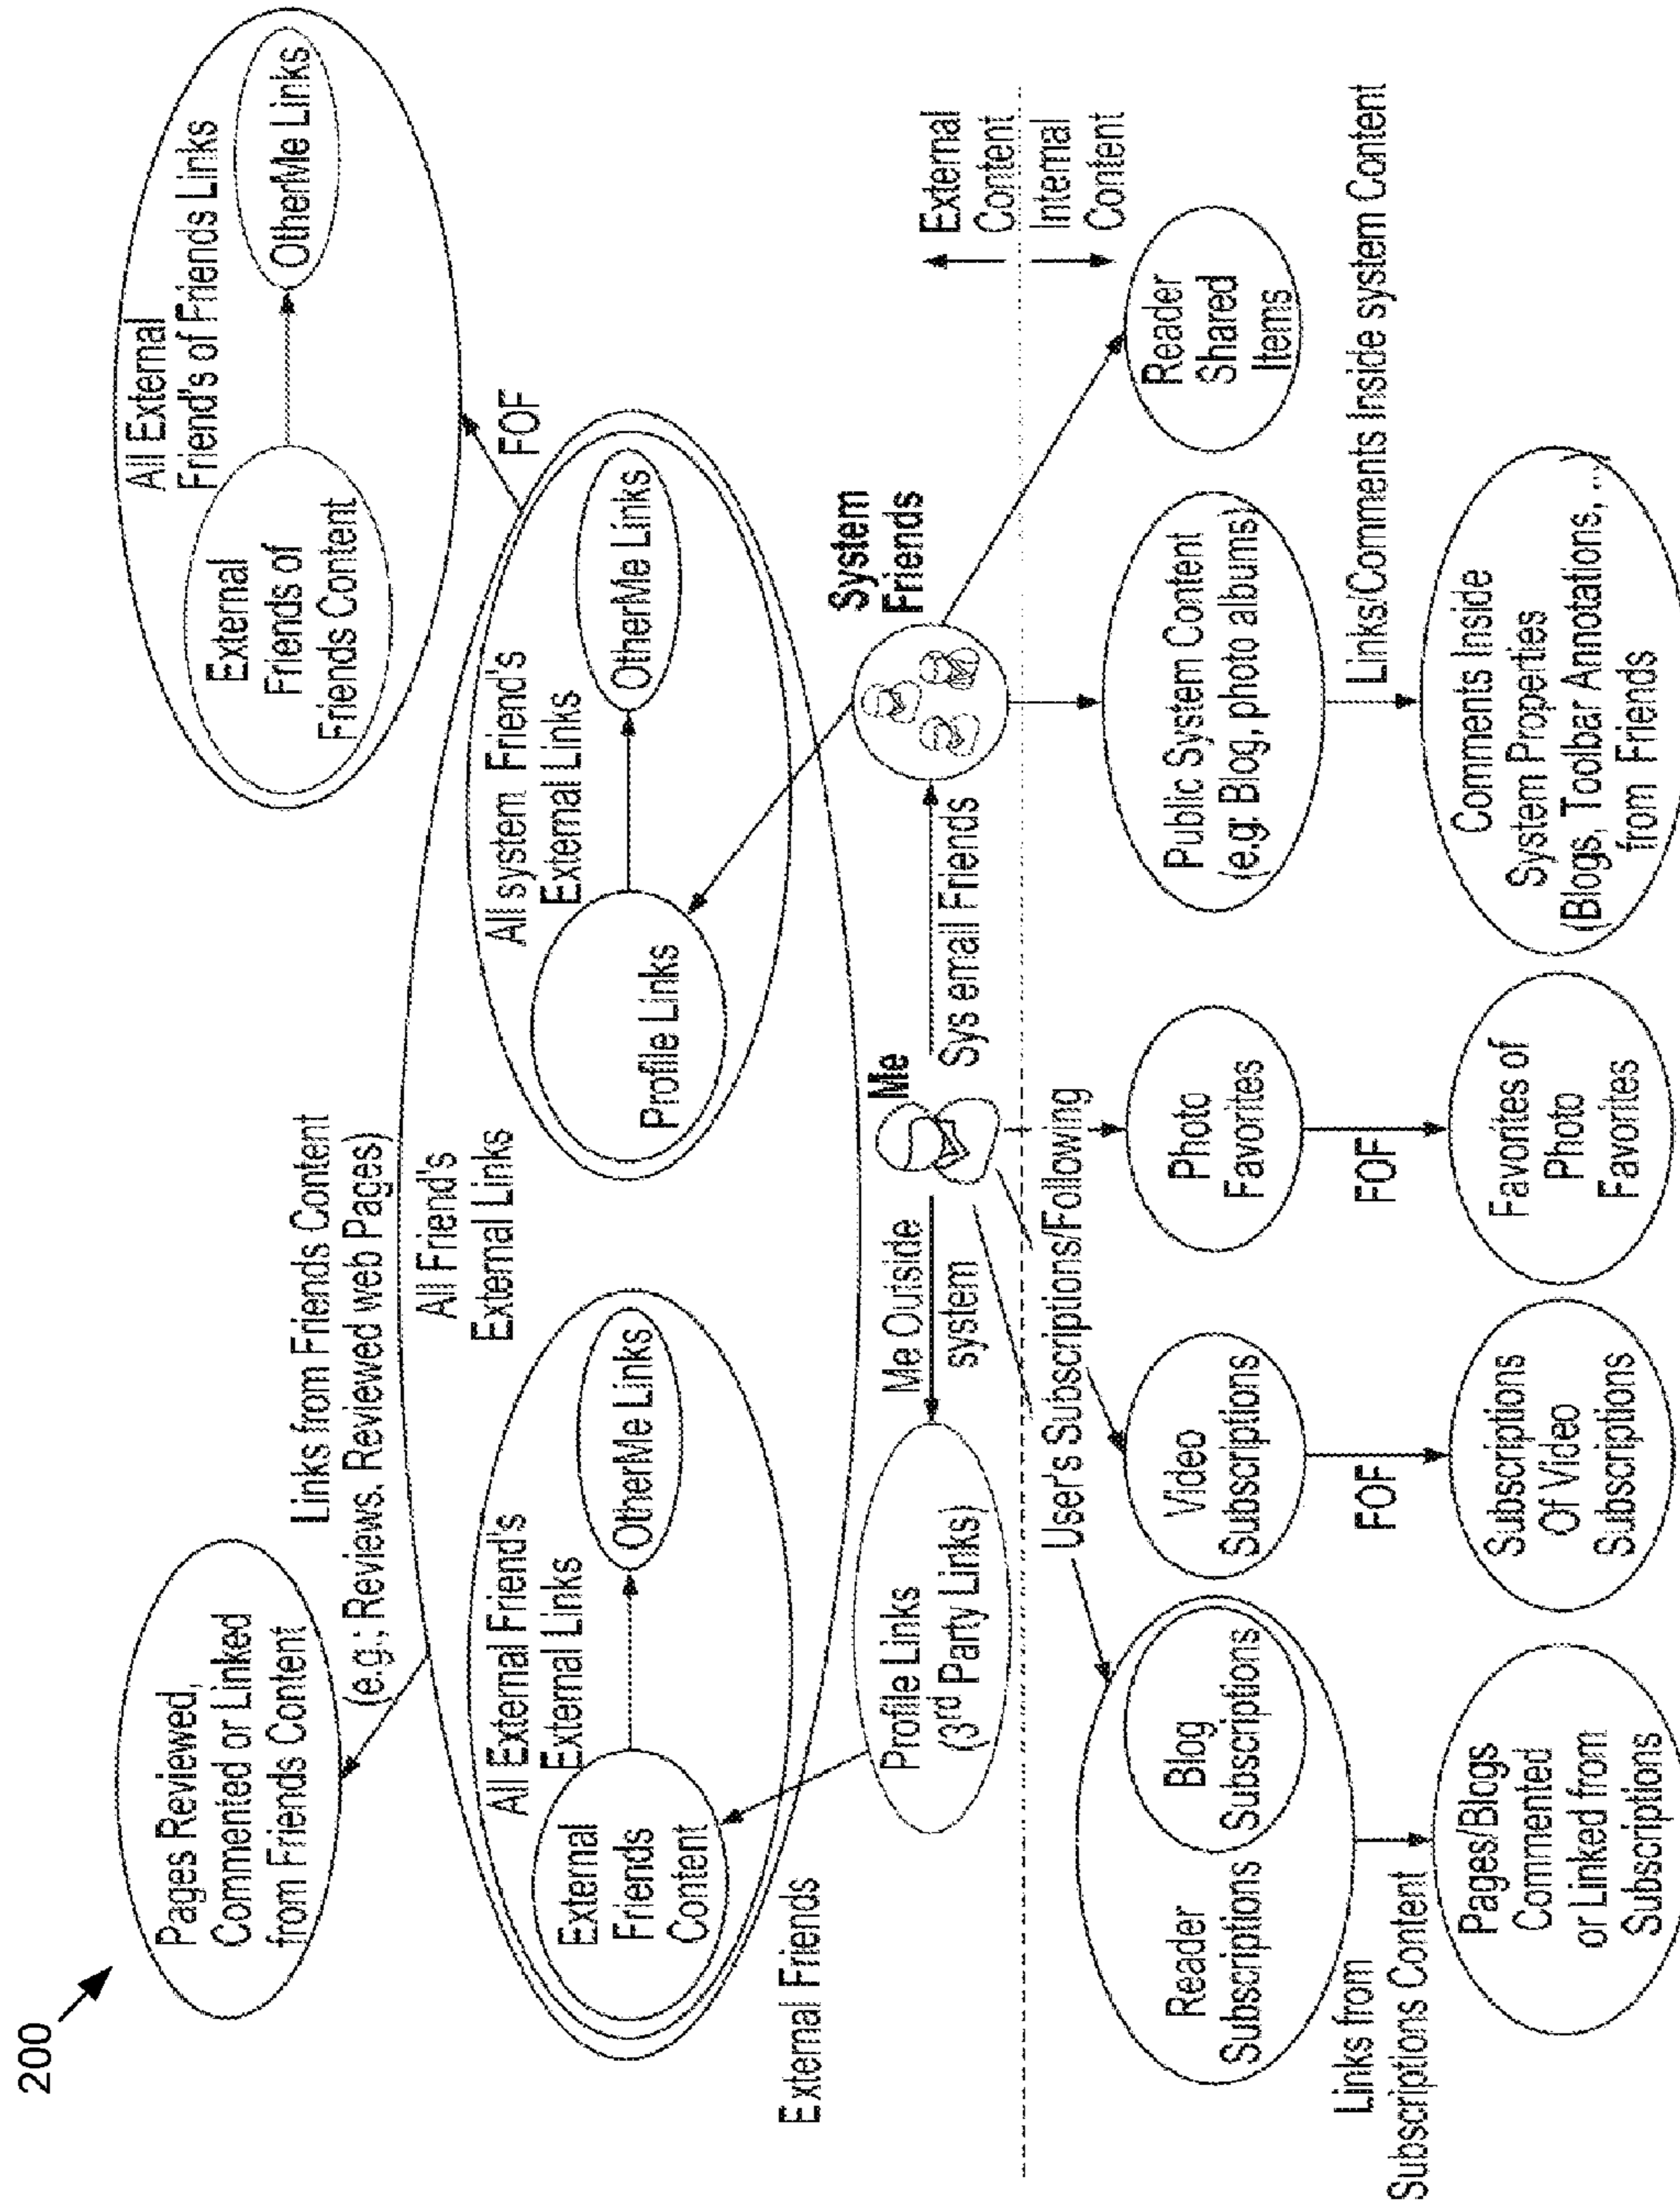 200
Pages Reviewed,
Commented or Linked
from Friends Content
Links from Friends Content
(e.g.; Reviews. Reviewed web Pages)
All External
Friend's of Friends Links
External
Friends of
Friends Content
OtherMe Links
FOF
All Friend's
External Links
All External Friend's
External Links
External
Friends
Content
OtherMe Links
All system Friend's
External Links
Profile Links
OtherMe Links
External Friends
Profile Links
(3rd Party Links)
Me Outside
system
Me
Sys email Friends
System
Friends
External
Content
Internal
Content
User's Subscriptions/Following
Reader
Subscriptions
Blog
Subscriptions
Video
Subscriptions
Photo
Favorites
Public System Content
(e.g: Blog, photo albums)
Reader
Shared
Items
Links from
Subscriptions Content
FOF
FOF
Links/Comments Inside system Content
Pages/Blogs
Commented
or Linked from
Subscriptions
Subscriptions
Of Video
Subscriptions
Favorites of
Photo
Favorites
Comments Inside
System Properties
(Blogs, Toolbar Annotations, ...)
from Friends